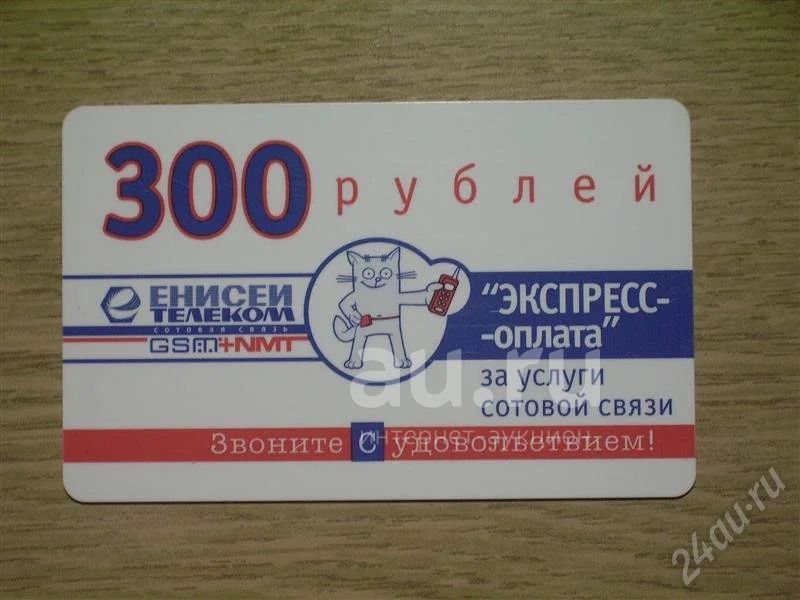 300 рублей
ЕНИСЕЙ
ТЕЛЕКОМ
СОТОВАЯ СВЯЗЬ
GSM+NMT
"ЭКСПРЕСС-
-оплата"
за услуги
сотовой связи
au.ru
интернет-аукцион
Звоните С удовольствием!
24au.ru